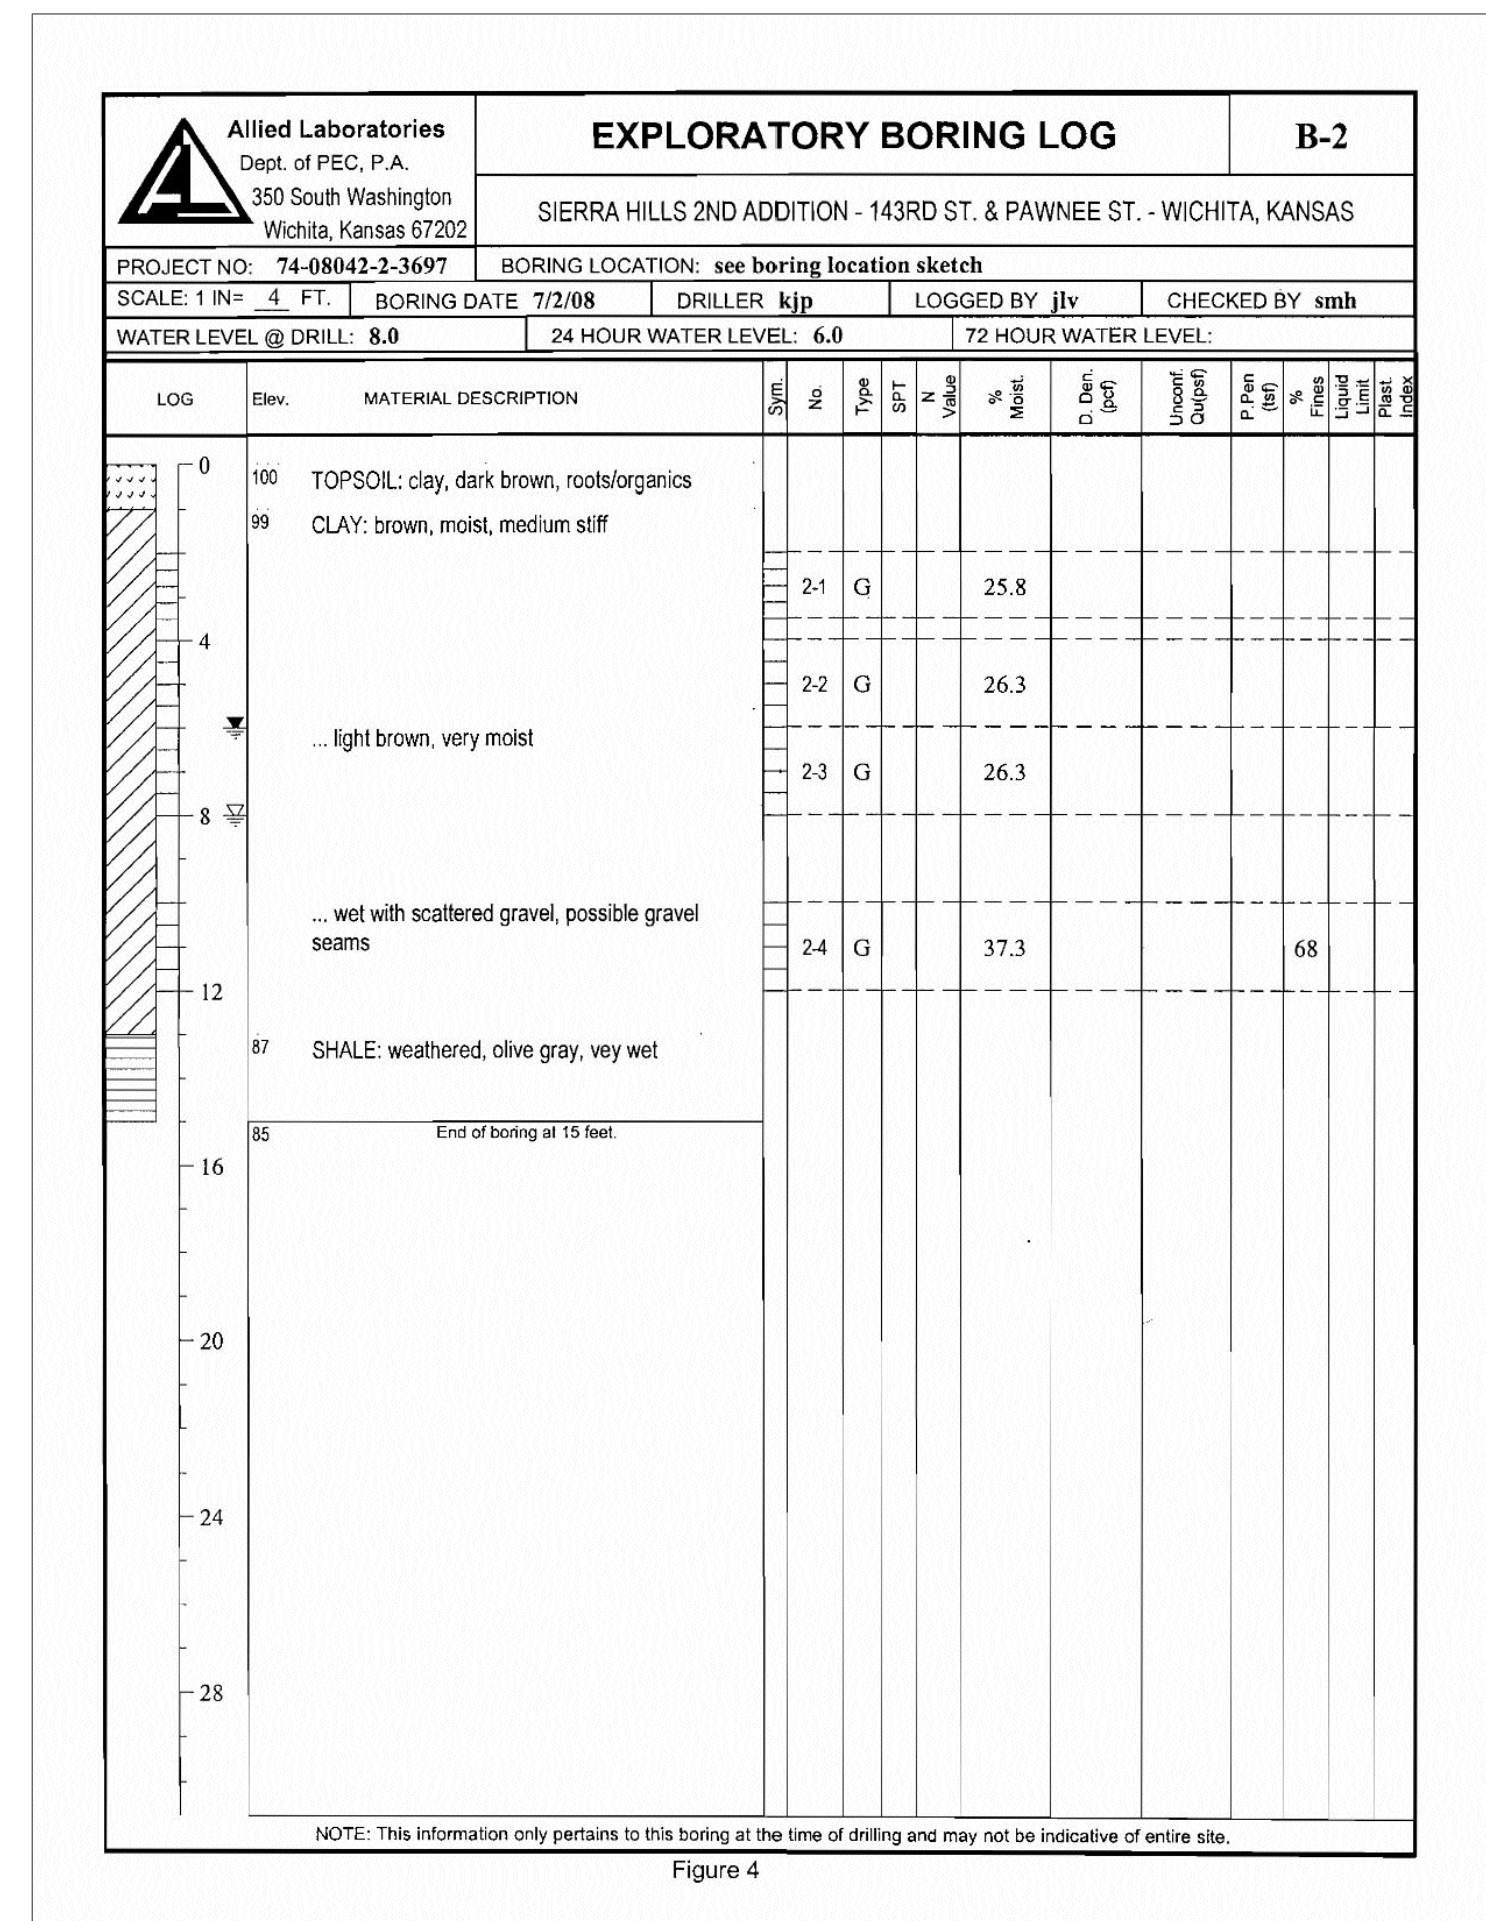 Allied Laboratories
Dept. of PEC, P.A.
350 South Washington
Wichita, Kansas 67202
EXPLORATORY BORING LOG
B-2
SIERRA HILLS 2ND ADDITION - 143RD ST. & PAWNEE ST. - WICHITA, KANSAS
PROJECT NO: 74-08042-2-3697
BORING LOCATION: see boring location sketch
SCALE: 1 IN= 4 FT.
BORING DATE 7/2/08
DRILLER kjp
LOGGED BY jlv
CHECKED BY smh
WATER LEVEL @ DRILL: 8.0
24 HOUR WATER LEVEL: 6.0
72 HOUR WATER LEVEL:
LOG
Elev.
MATERIAL DESCRIPTION
Sym.
No.
Type
SPT
N
Value
%
Moist.
D. Den.
(pcf)
Unconf.
Qu(psf)
P.Pen
(tsf)
%
Fines
Liquid
Limit
Plast.
Index
0
100 TOPSOIL: clay, dark brown, roots/organics
99 CLAY: brown, moist, medium stiff
2-1 G 25.8
4
2-2 G 26.3
... light brown, very moist
2-3 G 26.3
8
... wet with scattered gravel, possible gravel
seams
2-4 G 37.3 68
12
87 SHALE: weathered, olive gray, vey wet
85 End of boring at 15 feet.
16
20
24
28
NOTE: This information only pertains to this boring at the time of drilling and may not be indicative of entire site.
Figure 4